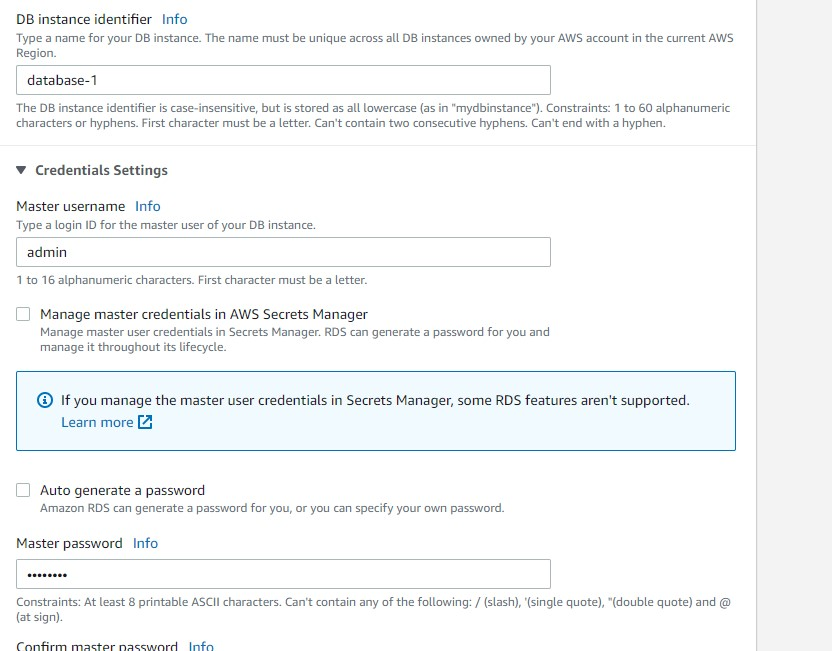 DB instance identifier Info
Type a name for your DB instance. The name must be unique across all DB instances owned by your AWS account in the current AWS
Region.
database-1
The DB instance identifier is case-insensitive, but is stored as all lowercase (as in "mydbinstance"). Constraints: 1 to 60 alphanumeric
characters or hyphens. First character must be a letter. Can't contain two consecutive hyphens. Can't end with a hyphen.
Credentials Settings
Master username Info
Type a login ID for the master user of your DB instance.
admin
1 to 16 alphanumeric characters. First character must be a letter.
Manage master credentials in AWS Secrets Manager
Manage master user credentials in Secrets Manager. RDS can generate a password for you and
manage it throughout its lifecycle.
If you manage the master user credentials in Secrets Manager, some RDS features aren't supported.
Learn more
Auto generate a password
Amazon RDS can generate a password for you, or you can specify your own password.
Master password Info
••••••••
Constraints: At least 8 printable ASCII characters. Can't contain any of the following: / (slash), '(single quote), "(double quote) and @
(at sign).
Confirm master password Info